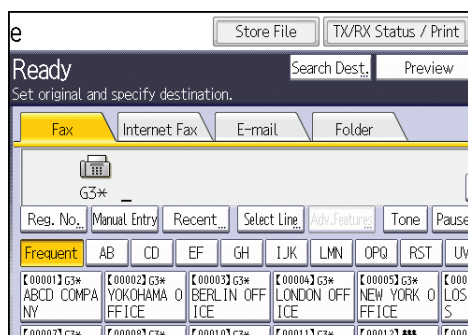 e
Store File
TX/RX Status / Print
Ready
Search Dest.
Preview
Set original and specify destination.
Fax
Internet Fax
E-mail
Folder
G3* _
Reg. No.
Manual Entry
Recent
Select Line
Adv.Features
Tone
Pause
Frequent
AB
CD
EF
GH
IJK
LMN
OPQ
RST
UV
【00001】G3*
ABCD COMPA
NY
【00002】G3*
YOKOHAMA O
FFICE
【00003】G3*
BERLIN OFF
ICE
【00004】G3*
LONDON OFF
ICE
【00005】G3*
NEW YORK O
FFICE
【000
LOS
S